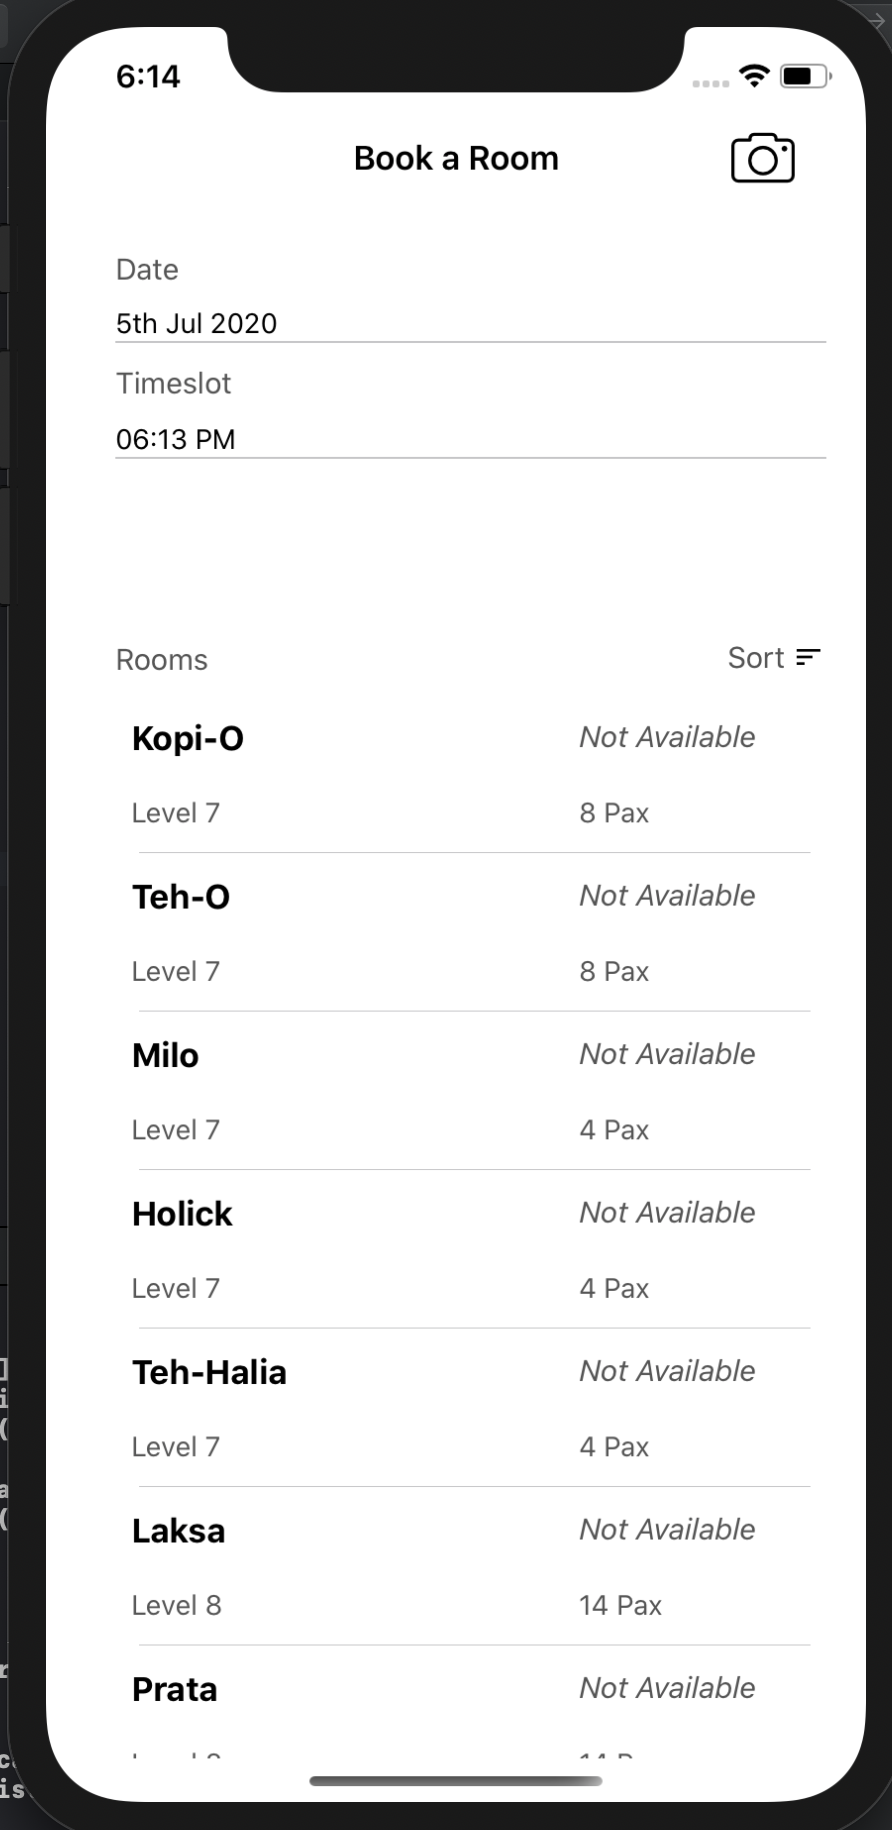 6:14
Book a Room
Date
5th Jul 2020
Timeslot
06:13 PM
Rooms
Sort
Kopi-O
Not Available
Level 7
8 Pax
Teh-O
Not Available
Level 7
8 Pax
Milo
Not Available
Level 7
4 Pax
Holick
Not Available
Level 7
4 Pax
Teh-Halia
Not Available
Level 7
4 Pax
Laksa
Not Available
Level 8
14 Pax
Prata
Not Available